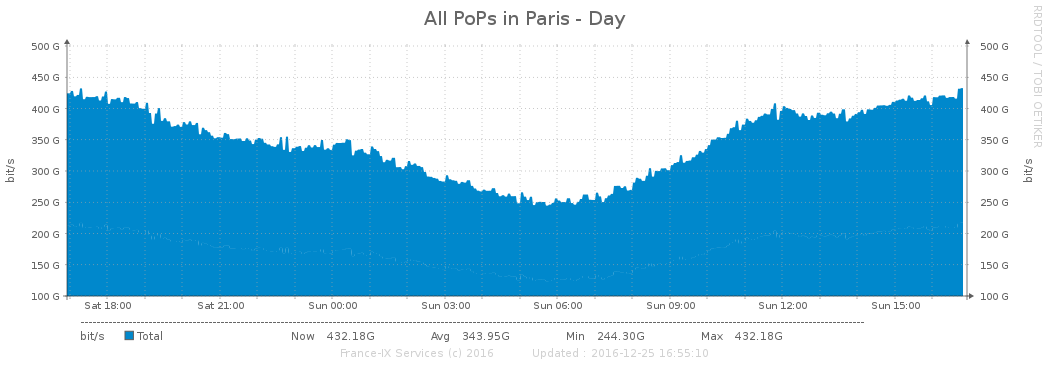 All PoPs in Paris - Day
RRDTOOL / TOBI OETIKER
500 G 500 G
450 G 450 G
400 G 400 G
350 G 350 G
300 G 300 G
250 G 250 G
200 G 200 G
150 G 150 G
100 G 100 G
bit/s bit/s
Sat 18:00 Sat 21:00 Sun 00:00 Sun 03:00 Sun 06:00 Sun 09:00 Sun 12:00 Sun 15:00
bit/s Total Now 432.18G Avg 343.95G Min 244.30G Max 432.18G
France-IX Services (c) 2016 Updated : 2016-12-25 16:55:10